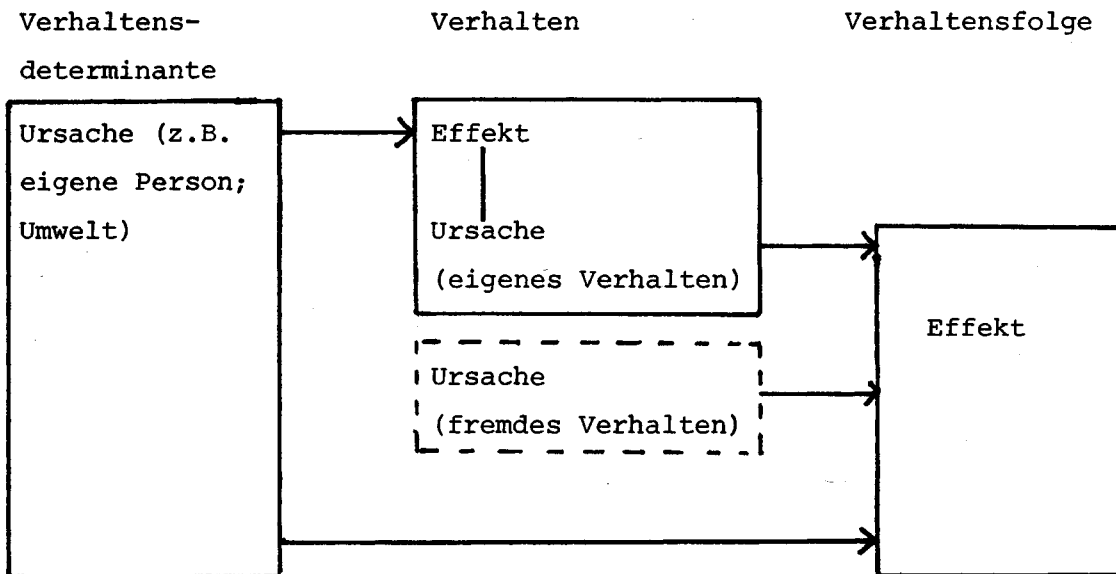 Verhaltens-
determinante
Verhalten
Verhaltensfolge
Ursache (z.B.
eigene Person;
Umwelt)
Effekt
Ursache
(eigenes Verhalten)
Ursache
(fremdes Verhalten)
Effekt